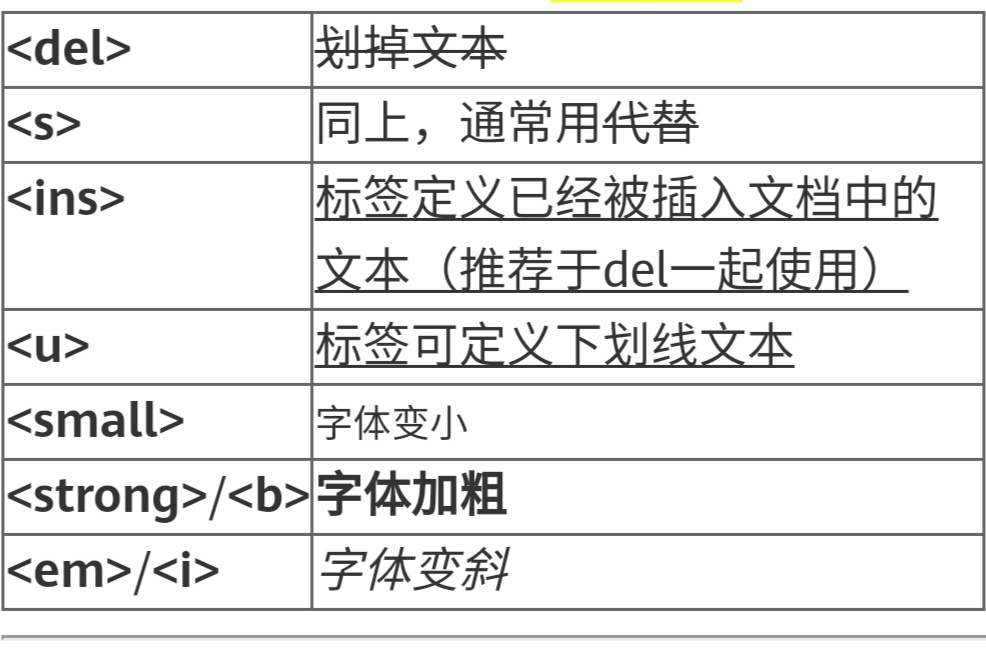 <del> 划掉文本
<s> 同上，通常用代替
<ins> 标签定义已经被插入文档中的
文本（推荐于del一起使用）
<u> 标签可定义下划线文本
<small> 字体变小
<strong>/<b> 字体加粗
<em>/<i> 字体变斜